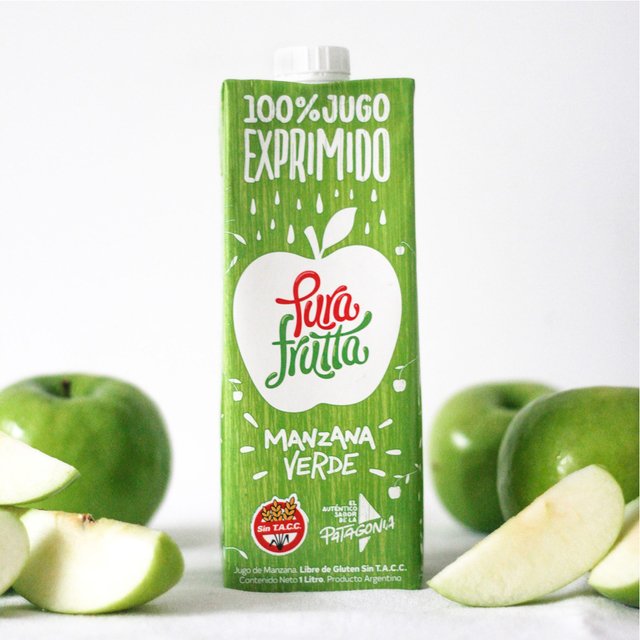 100% JUGO
EXPRIMIDO
Pura
frutta
MANZANA
VERDE
Sin T.A.C.C.
EL
AUTÉNTICO
SABOR
DE LA
PATAGONIA
Jugo de Manzana. Libre de Gluten Sin T.A.C.C.
Contenido Neto 1 Litro. Producto Argentino